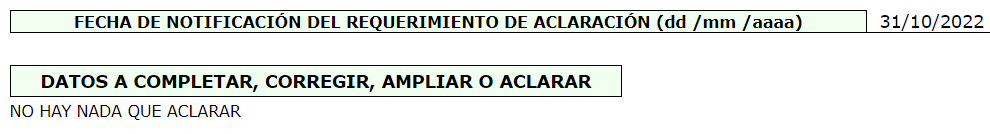 FECHA DE NOTIFICACIÓN DEL REQUERIMIENTO DE ACLARACIÓN (dd /mm /aaaa) 31/10/2022
DATOS A COMPLETAR, CORREGIR, AMPLIAR O ACLARAR
NO HAY NADA QUE ACLARAR